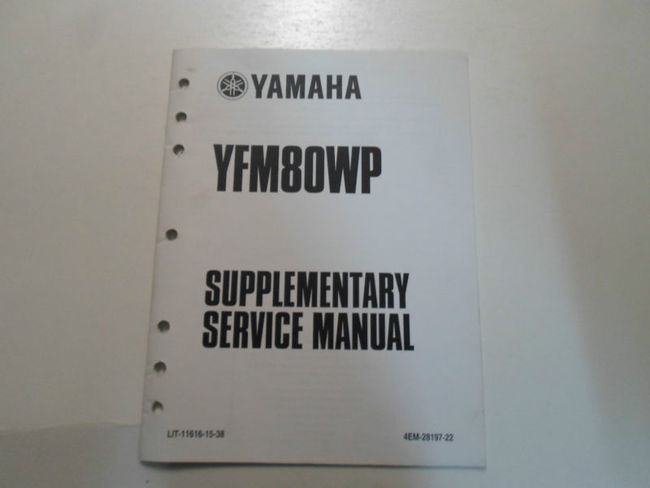 YAMAHA
YFM80WP
SUPPLEMENTARY
SERVICE MANUAL
LIT-11616-15-38
4EM-28197-22